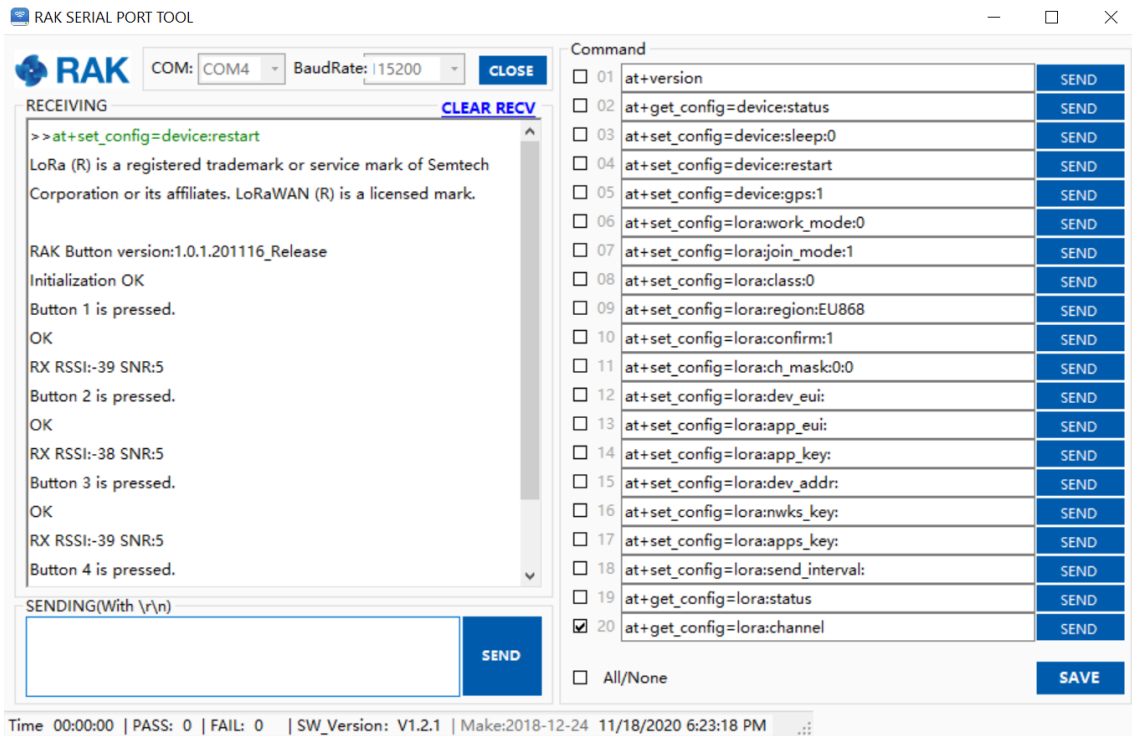 RAK SERIAL PORT TOOL
RAK COM: COM4 BaudRate: 115200 CLOSE
RECEIVING CLEAR RECV
>>at+set_config=device:restart
LoRa (R) is a registered trademark or service mark of Semtech
Corporation or its affiliates. LoRaWAN (R) is a licensed mark.
RAK Button version:1.0.1.201116_Release
Initialization OK
Button 1 is pressed.
OK
RX RSSI:-39 SNR:5
Button 2 is pressed.
OK
RX RSSI:-38 SNR:5
Button 3 is pressed.
OK
RX RSSI:-39 SNR:5
Button 4 is pressed.
SENDING(With \r\n)
SEND
Command
01 at+version SEND
02 at+get_config=device:status SEND
03 at+set_config=device:sleep:0 SEND
04 at+set_config=device:restart SEND
05 at+set_config=device:gps:1 SEND
06 at+set_config=lora:work_mode:0 SEND
07 at+set_config=lora:join_mode:1 SEND
08 at+set_config=lora:class:0 SEND
09 at+set_config=lora:region:EU868 SEND
10 at+set_config=lora:confirm:1 SEND
11 at+set_config=lora:ch_mask:0:0 SEND
12 at+set_config=lora:dev_eui: SEND
13 at+set_config=lora:app_eui: SEND
14 at+set_config=lora:app_key: SEND
15 at+set_config=lora:dev_addr: SEND
16 at+set_config=lora:nwks_key: SEND
17 at+set_config=lora:apps_key: SEND
18 at+set_config=lora:send_interval: SEND
19 at+get_config=lora:status SEND
20 at+get_config=lora:channel SEND
All/None SAVE
Time 00:00:00 | PASS: 0 | FAIL: 0 | SW_Version: V1.2.1 | Make:2018-12-24 11/18/2020 6:23:18 PM